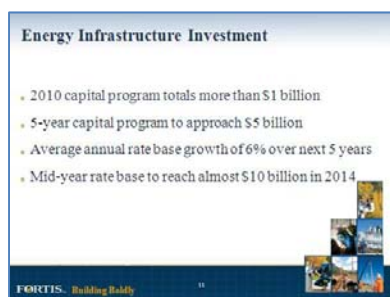 Energy Infrastructure Investment
2010 capital program totals more than $1 billion
5-year capital program to approach $5 billion
Average annual rate base growth of 6% over next 5 years
Mid-year rate base to reach almost $10 billion in 2014
FORTIS Building Boldly
11